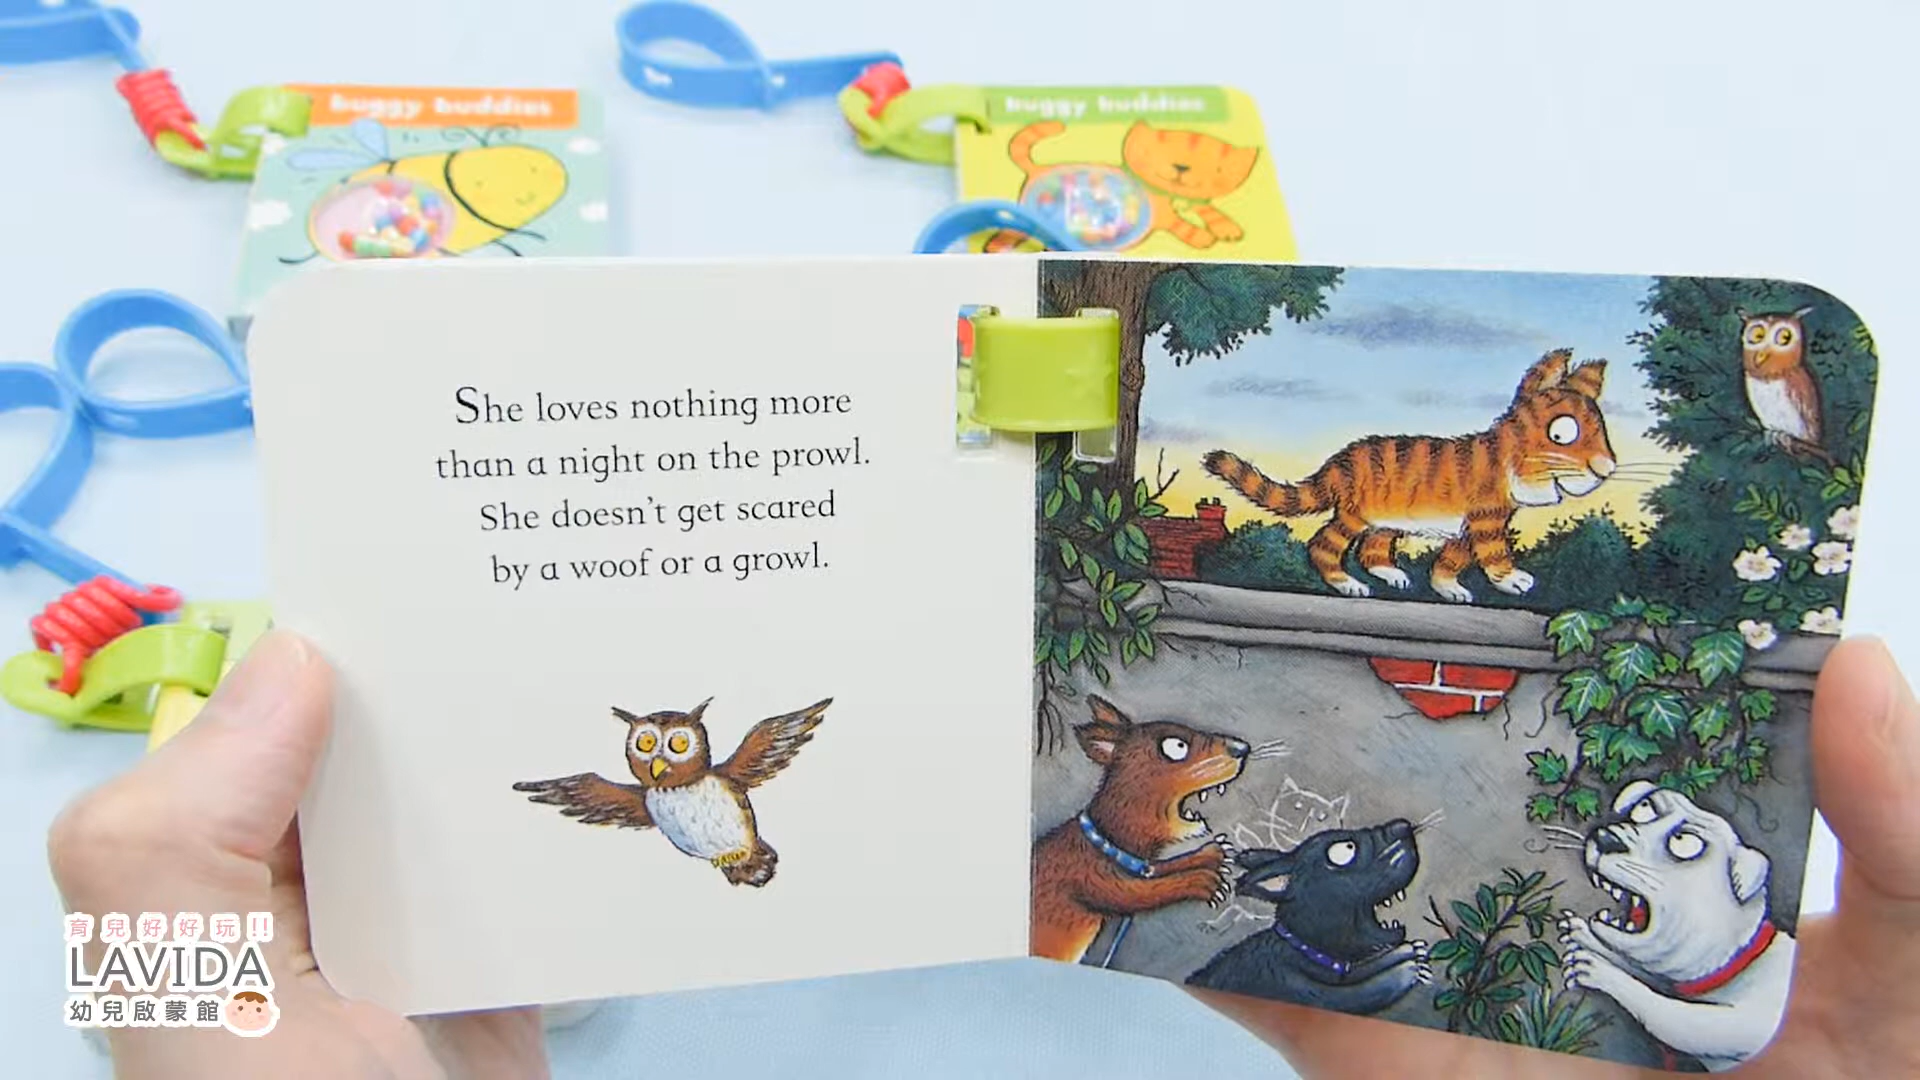 buggy buddies
buggy buddies
She loves nothing more
than a night on the prowl.
She doesn't get scared
by a woof or a growl.
育兒好好玩!!
LAVIDA
幼兒啟蒙館